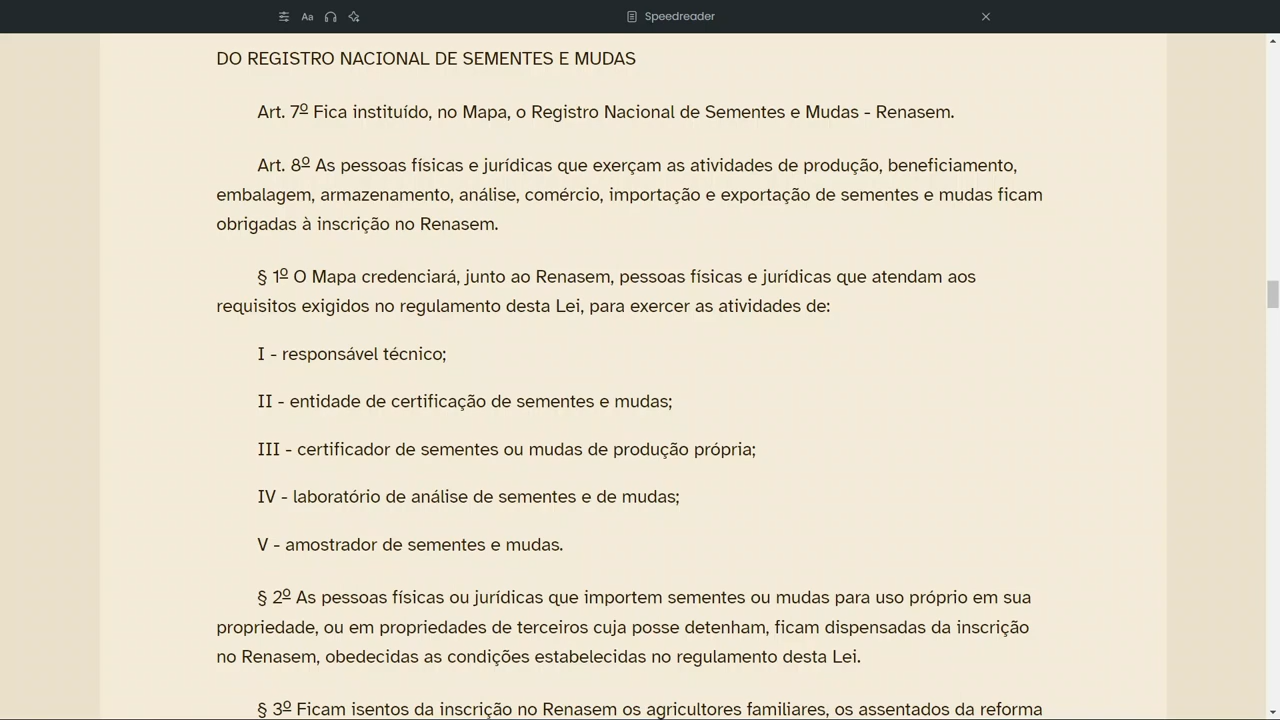 Aa
Speedreader
DO REGISTRO NACIONAL DE SEMENTES E MUDAS
Art. 7º Fica instituído, no Mapa, o Registro Nacional de Sementes e Mudas - Renasem.
Art. 8º As pessoas físicas e jurídicas que exerçam as atividades de produção, beneficiamento,
embalagem, armazenamento, análise, comércio, importação e exportação de sementes e mudas ficam
obrigadas à inscrição no Renasem.
§ 1º O Mapa credenciará, junto ao Renasem, pessoas físicas e jurídicas que atendam aos
requisitos exigidos no regulamento desta Lei, para exercer as atividades de:
I - responsável técnico;
II - entidade de certificação de sementes e mudas;
III - certificador de sementes ou mudas de produção própria;
IV - laboratório de análise de sementes e de mudas;
V - amostrador de sementes e mudas.
§ 2º As pessoas físicas ou jurídicas que importem sementes ou mudas para uso próprio em sua
propriedade, ou em propriedades de terceiros cuja posse detenham, ficam dispensadas da inscrição
no Renasem, obedecidas as condições estabelecidas no regulamento desta Lei.
§ 3º Ficam isentos da inscrição no Renasem os agricultores familiares, os assentados da reforma